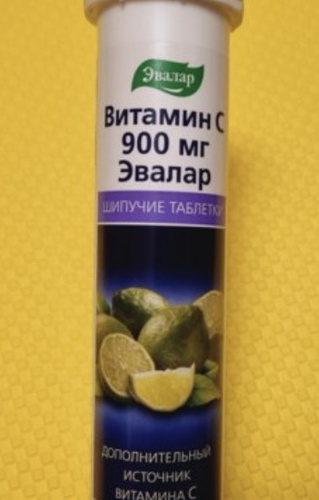 Эвалар
Витамин C
900 мг
Эвалар
ШИПУЧИЕ ТАБЛЕТКИ
ДОПОЛНИТЕЛЬНЫЙ
ИСТОЧНИК
ВИТАМИНА С